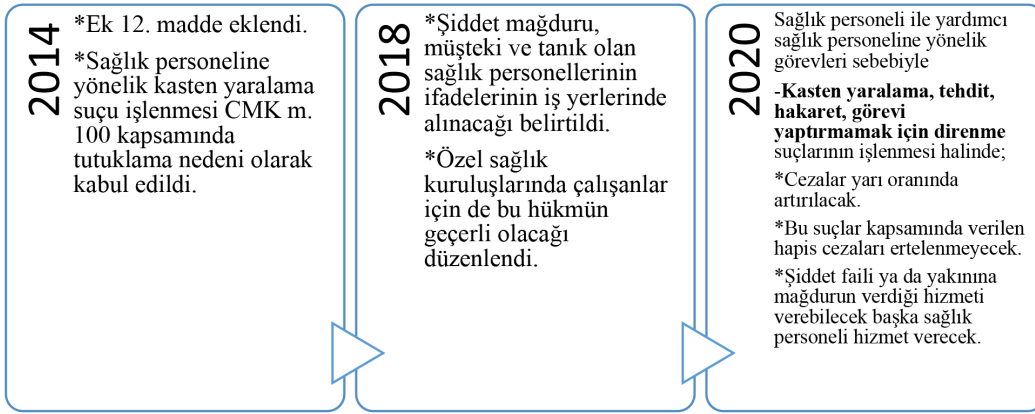 2014
*Ek 12. madde eklendi.
*Sağlık personeline
yönelik kasten yaralama
suçu işlenmesi CMK m.
100 kapsamında
tutuklama nedeni olarak
kabul edildi.
2018
*Şiddet mağduru,
müşteki ve tanık olan
sağlık personellerinin
ifadelerinin iş yerlerinde
alınacağı belirtildi.
*Özel sağlık
kuruluşlarında çalışanlar
için de bu hükmün
geçerli olacağı
düzenlendi.
2020
Sağlık personeli ile yardımcı
sağlık personeline yönelik
görevleri sebebiyle
-Kasten yaralama, tehdit,
hakaret, görevi
yaptırmamak için direnme
suçlarının işlenmesi halinde;
*Cezalar yarı oranında
artırılacak.
*Bu suçlar kapsamında verilen
hapis cezaları ertelenmeyecek.
*Şiddet faili ya da yakınına
mağdurun verdiği hizmeti
verebilecek başka sağlık
personeli hizmet verecek.